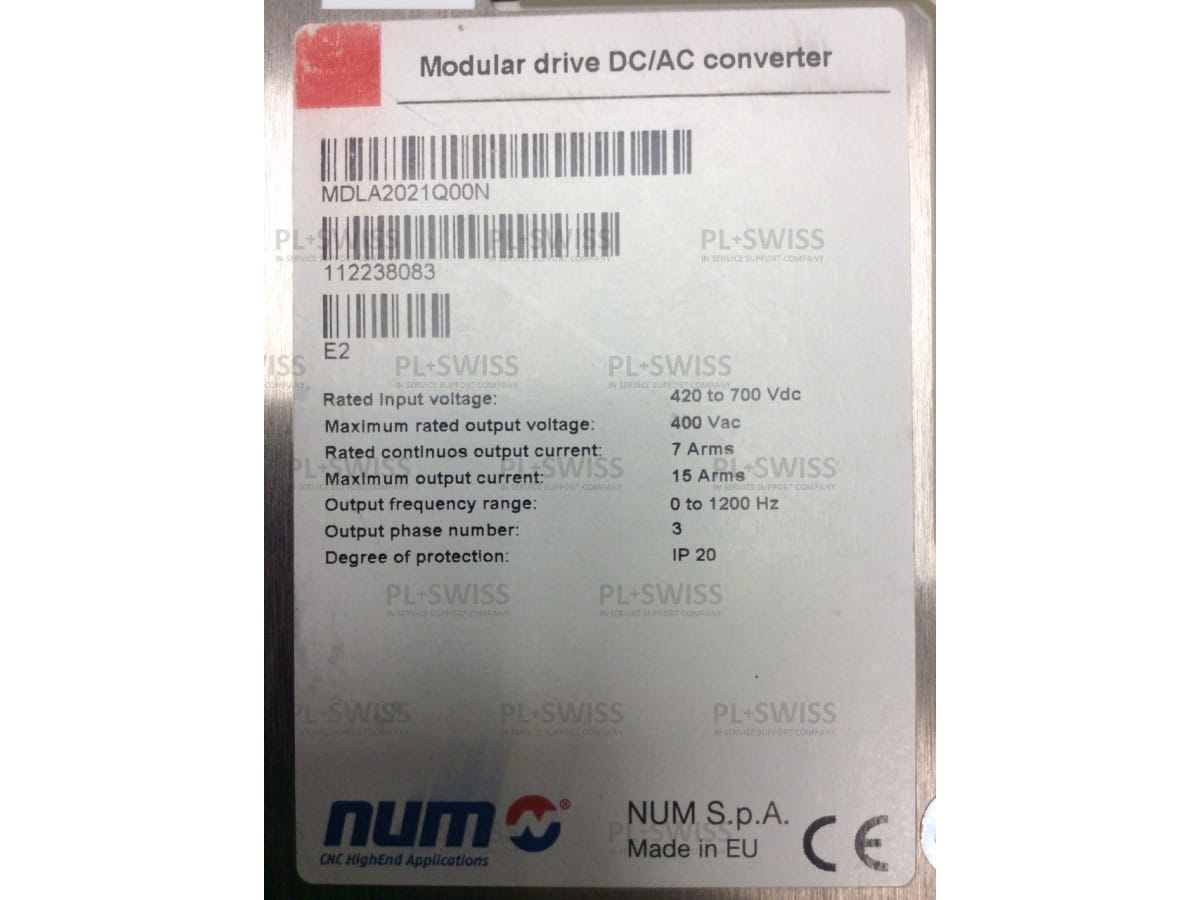 Modular drive DC/AC converter
MDLA2021Q00N
112238083
E2
Rated Input voltage: 420 to 700 Vdc
Maximum rated output voltage: 400 Vac
Rated continuos output current: 7 Arms
Maximum output current: 15 Arms
Output frequency range: 0 to 1200 Hz
Output phase number: 3
Degree of protection: IP 20
num ®
CNC HighEnd Applications
NUM S.p.A.
Made in EU
CE
PL+SWISS
IN SERVICE SUPPORT COMPANY